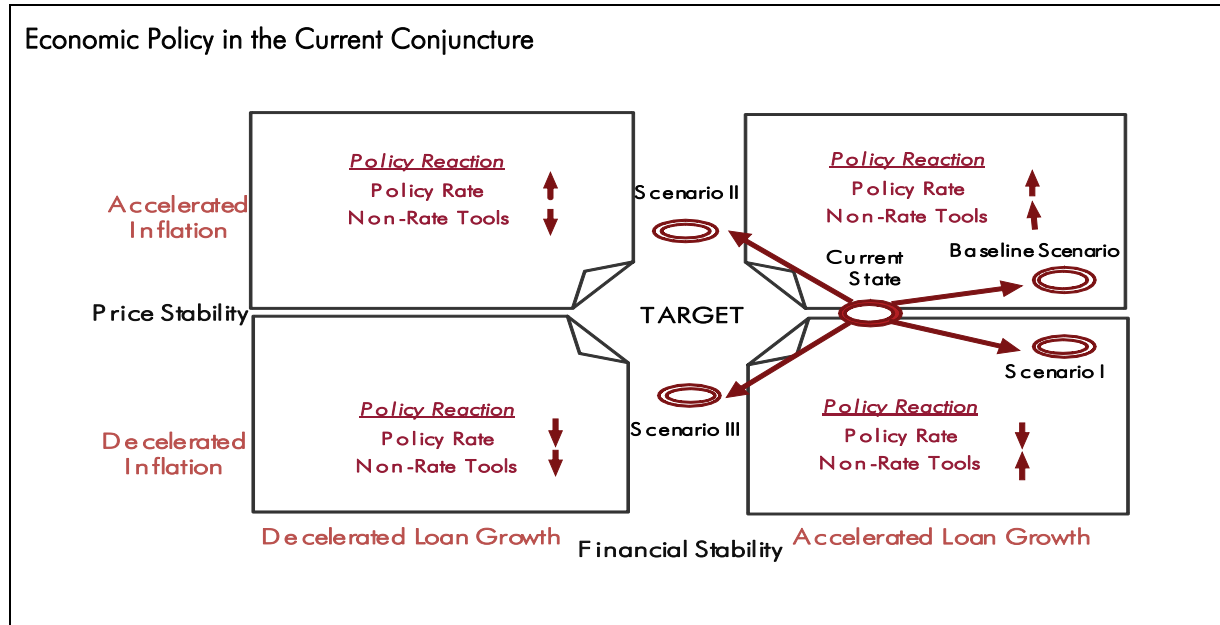 Economic Policy in the Current Conjuncture
Policy Reaction
Policy Rate
Non-Rate Tools
Policy Reaction
Policy Rate
Non-Rate Tools
Scenario II
Accelerated
Inflation
Current
State
Baseline Scenario
Price Stability
TARGET
Scenario I
Policy Reaction
Policy Rate
Non-Rate Tools
Scenario III
Policy Reaction
Policy Rate
Non-Rate Tools
Decelerated
Inflation
Decelerated Loan Growth
Financial Stability
Accelerated Loan Growth